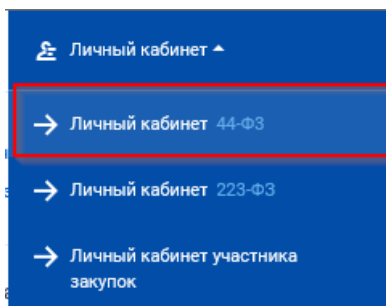 Личный кабинет
Личный кабинет 44-ФЗ
Личный кабинет 223-ФЗ
Личный кабинет участника
закупок